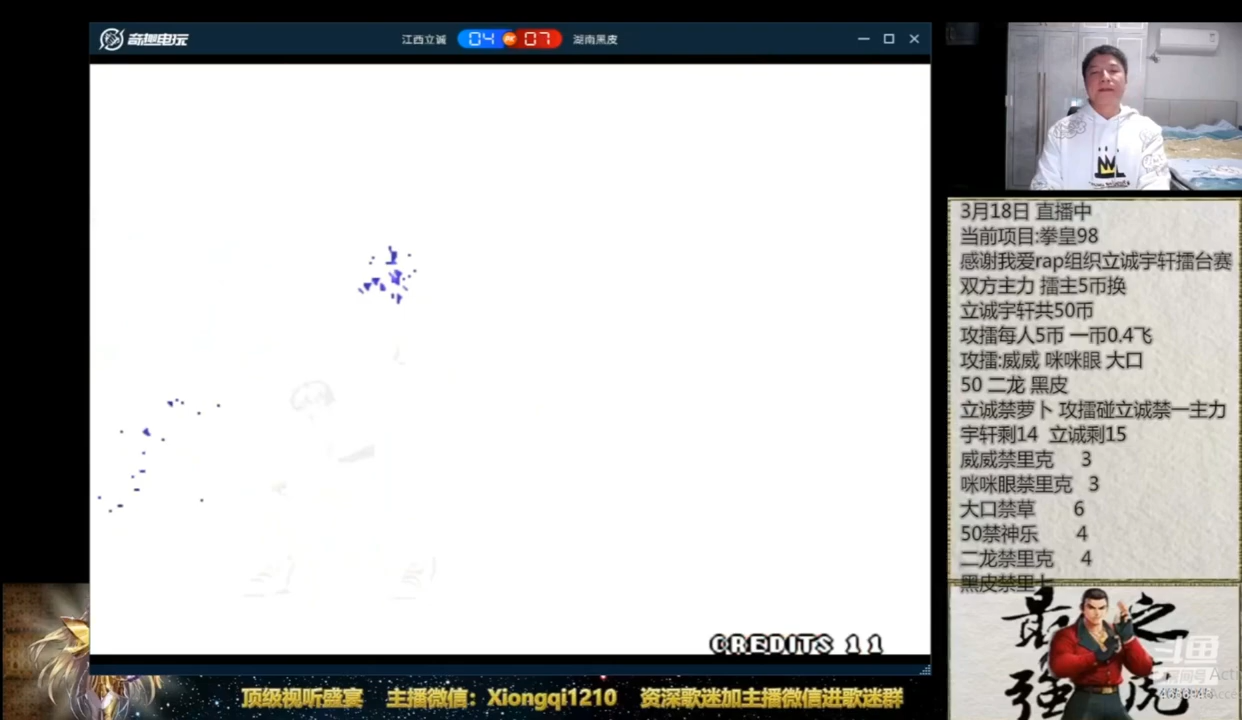 奇趣电玩
江西立诚 04 PK 07 湖南黑皮
3月18日 直播中
当前项目:拳皇98
感谢我爱rap组织立诚宇轩擂台赛
双方主力 擂主5币换
立诚宇轩共50币
攻擂每人5币 一币0.4飞
攻擂:威威 咪咪眼 大口
50 二龙 黑皮
立诚禁萝卜 攻擂碰立诚禁一主力
宇轩剩14 立诚剩15
威威禁里克 3
咪咪眼禁里克 3
大口禁草 6
50禁神乐 4
二龙禁里克 4
黑皮禁里七
最 之
强 虎
斗鱼
CREDITS 11
顶级视听盛宴 主播微信：Xiongqi1210 资深歌迷加主播微信进歌迷群